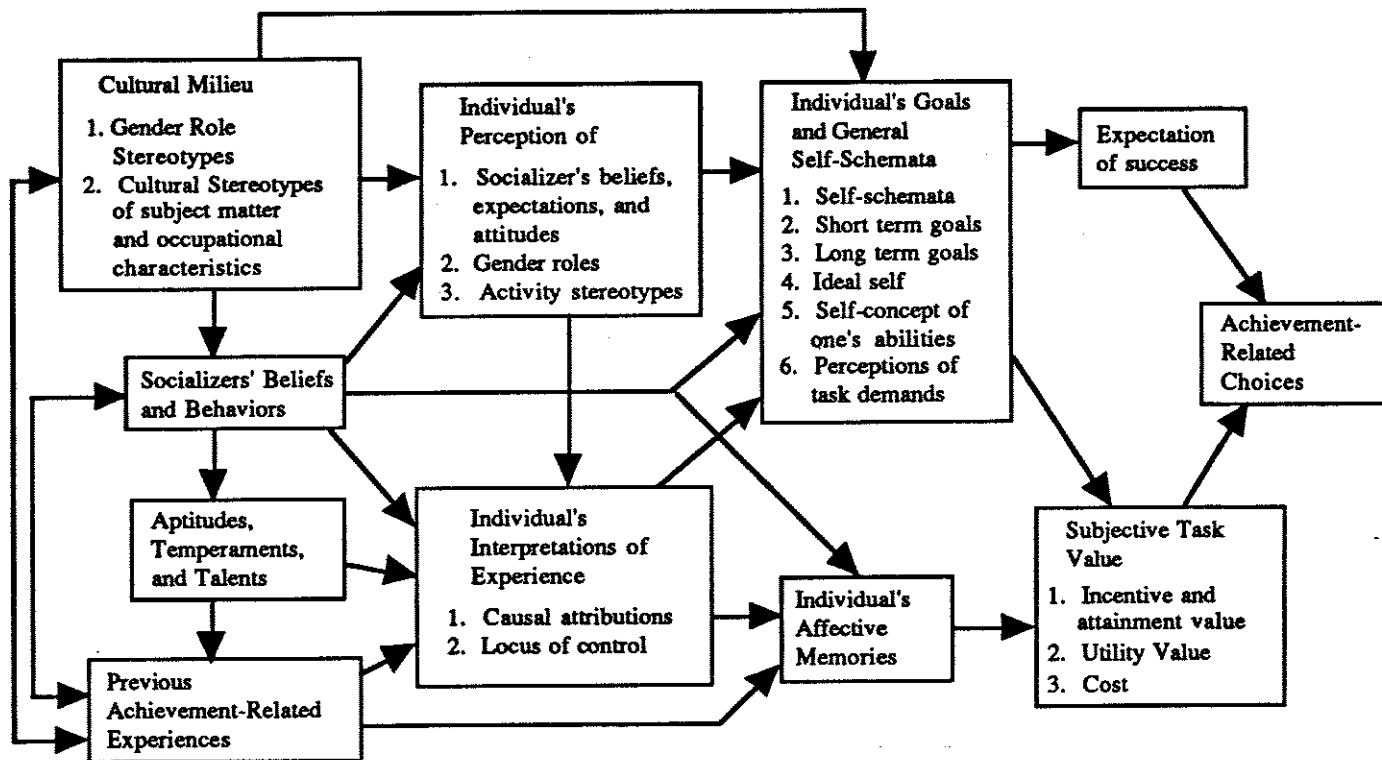 Cultural Milieu
1. Gender Role
Stereotypes
2. Cultural Stereotypes
of subject matter
and occupational
characteristics
Socializers' Beliefs
and Behaviors
Aptitudes,
Temperaments,
and Talents
Previous
Achievement-Related
Experiences
Individual's
Perception of
1. Socializer's beliefs,
expectations, and
attitudes
2. Gender roles
3. Activity stereotypes
Individual's
Interpretations of
Experience
1. Causal attributions
2. Locus of control
Individual's Goals
and General
Self-Schemata
1. Self-schemata
2. Short term goals
3. Long term goals
4. Ideal self
5. Self-concept of
one's abilities
6. Perceptions of
task demands
Individual's
Affective
Memories
Expectation
of success
Subjective Task
Value
1. Incentive and
attainment value
2. Utility Value
3. Cost
Achievement-
Related
Choices